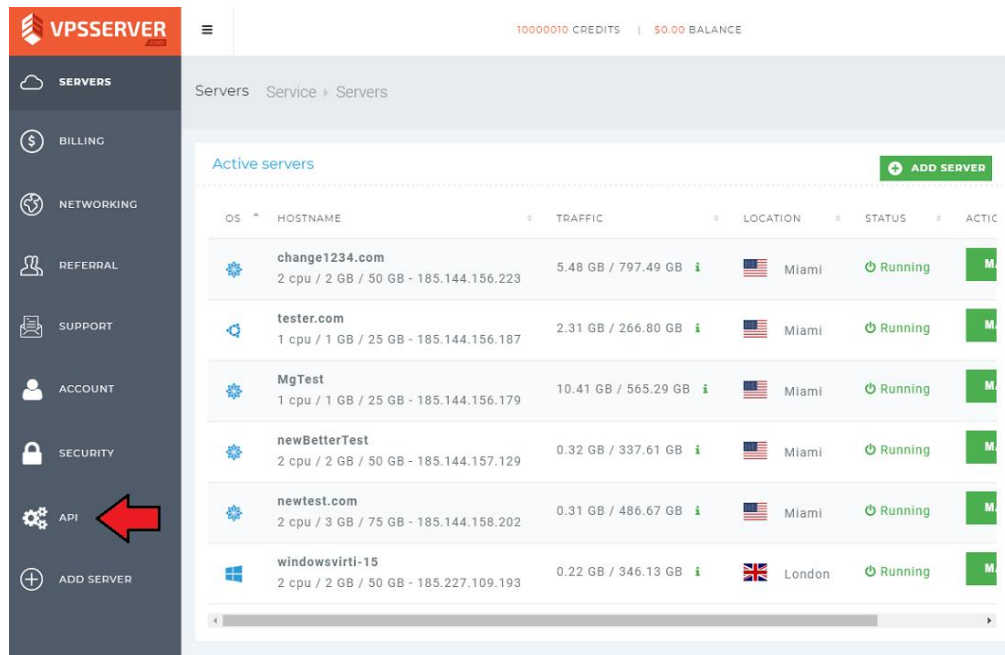 VPSSERVER
.com
10000010 CREDITS | $0.00 BALANCE
SERVERS
BILLING
NETWORKING
REFERRAL
SUPPORT
ACCOUNT
SECURITY
API
ADD SERVER
Servers Service Servers
Active servers
ADD SERVER
OS HOSTNAME TRAFFIC LOCATION STATUS ACTIC
change1234.com
2 cpu / 2 GB / 50 GB - 185.144.156.223
5.48 GB / 797.49 GB i Miami Running M
tester.com
1 cpu / 1 GB / 25 GB - 185.144.156.187
2.31 GB / 266.80 GB i Miami Running M
MgTest
1 cpu / 1 GB / 25 GB - 185.144.156.179
10.41 GB / 565.29 GB i Miami Running M
newBetterTest
2 cpu / 2 GB / 50 GB - 185.144.157.129
0.32 GB / 337.61 GB i Miami Running M
newtest.com
2 cpu / 3 GB / 75 GB - 185.144.158.202
0.31 GB / 486.67 GB i Miami Running M
windowsvirti-15
2 cpu / 2 GB / 50 GB - 185.227.109.193
0.22 GB / 346.13 GB i London Running M